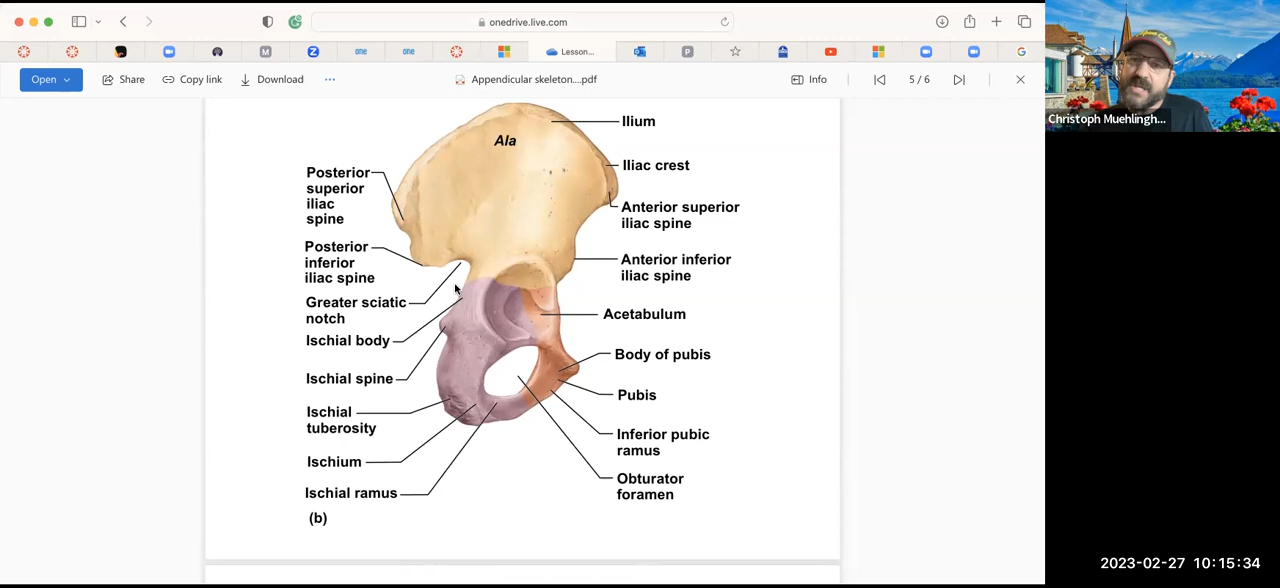 onedrive.live.com
M
Z
one
one
Lesson...
P
G
Open
Share
Copy link
Download
...
Appendicular skeleton....pdf
Info
5 / 6
Ala
Ilium
Iliac crest
Anterior superior
iliac spine
Anterior inferior
iliac spine
Acetabulum
Body of pubis
Pubis
Inferior pubic
ramus
Obturator
foramen
Posterior
superior
iliac
spine
Posterior
inferior
iliac spine
Greater sciatic
notch
Ischial body
Ischial spine
Ischial
tuberosity
Ischium
Ischial ramus
(b)
Christoph Muehlingh...
2023-02-27 10:15:34